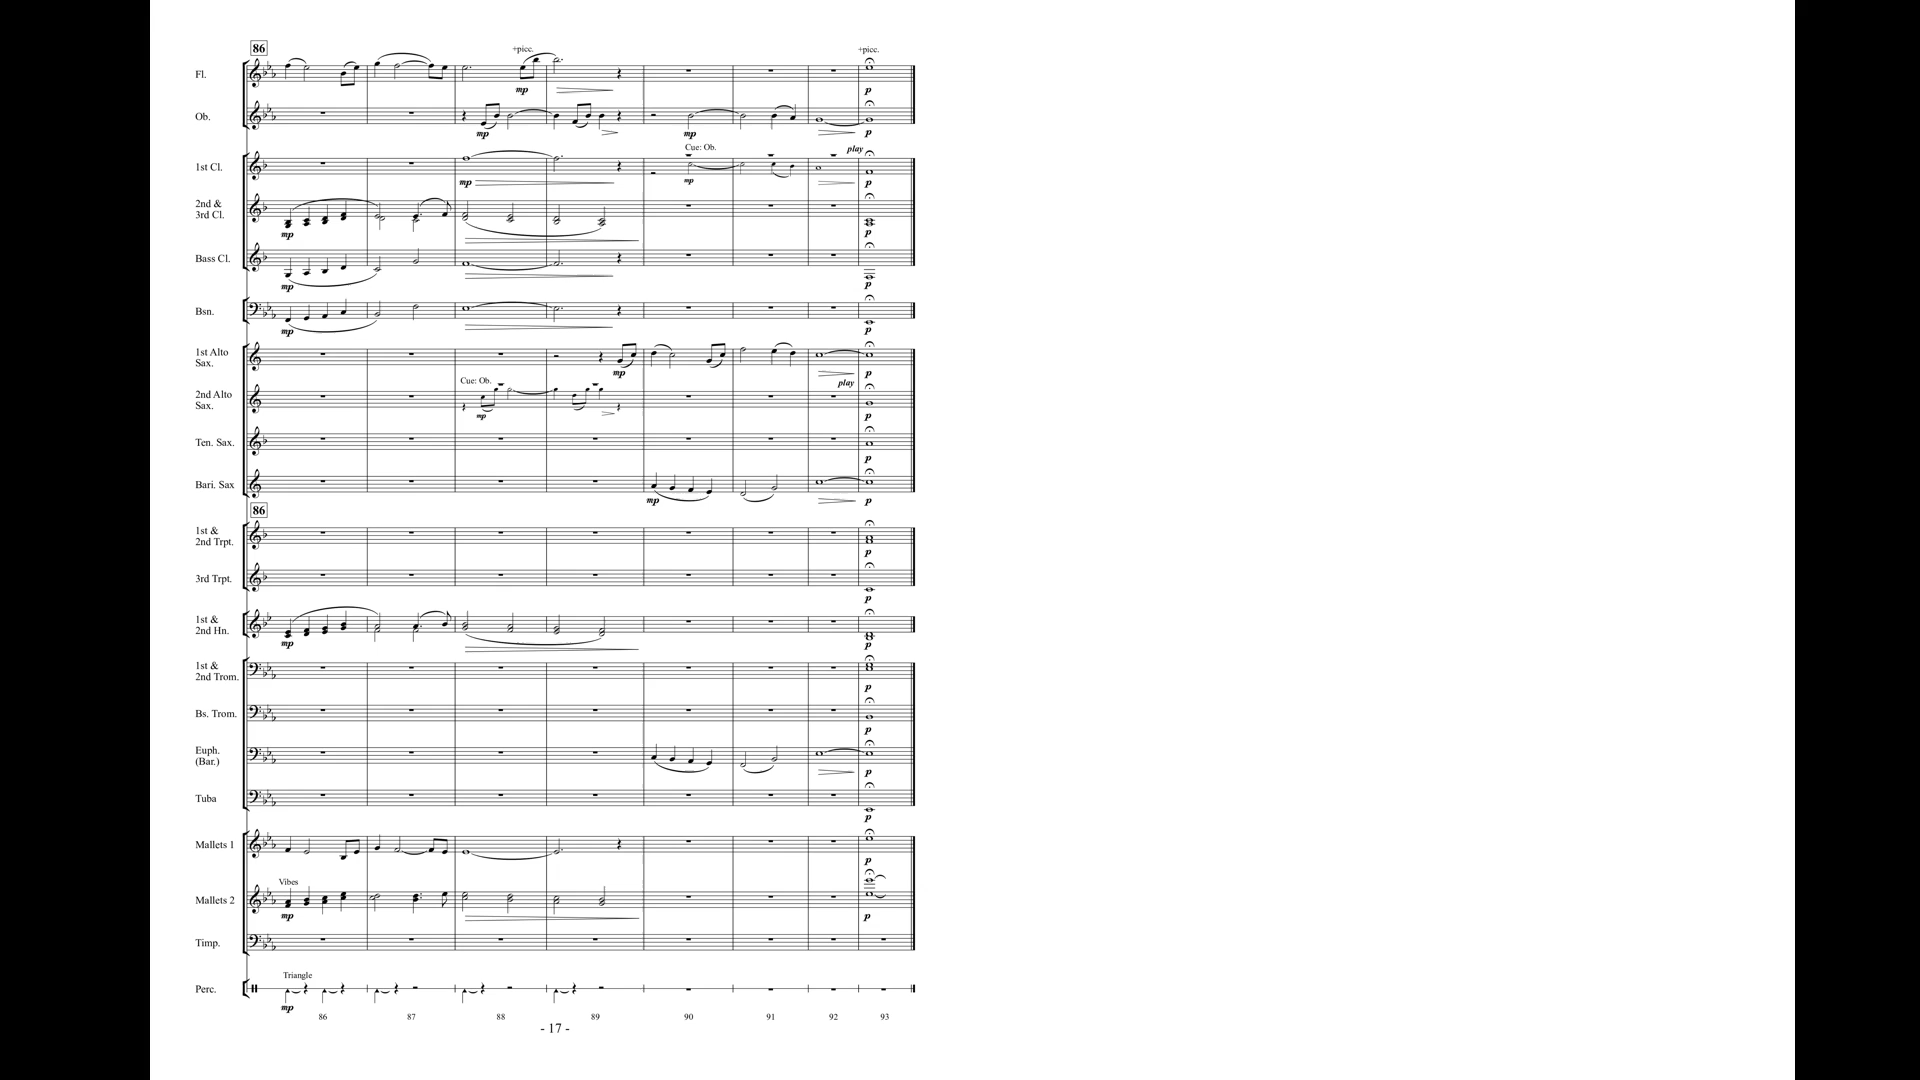 86
+picc. +picc.
Fl.
mp p
Ob.
mp mp p
Cue: Ob. play
1st Cl.
mp mp p
2nd &
3rd Cl.
mp p
Bass Cl.
mp p
Bsn.
mp p
1st Alto
Sax.
mp p
Cue: Ob. play
2nd Alto
Sax.
mp p
Ten. Sax.
p
Bari. Sax
mp p
86
1st &
2nd Trpt.
p
3rd Trpt.
p
1st &
2nd Hn.
mp p
1st &
2nd Trom.
p
Bs. Trom.
p
Euph.
(Bar.)
p
Tuba
p
Mallets 1
p
Vibes
Mallets 2
mp p
Timp.
Triangle
Perc.
mp
86 87 88 89 90 91 92 93
- 17 -